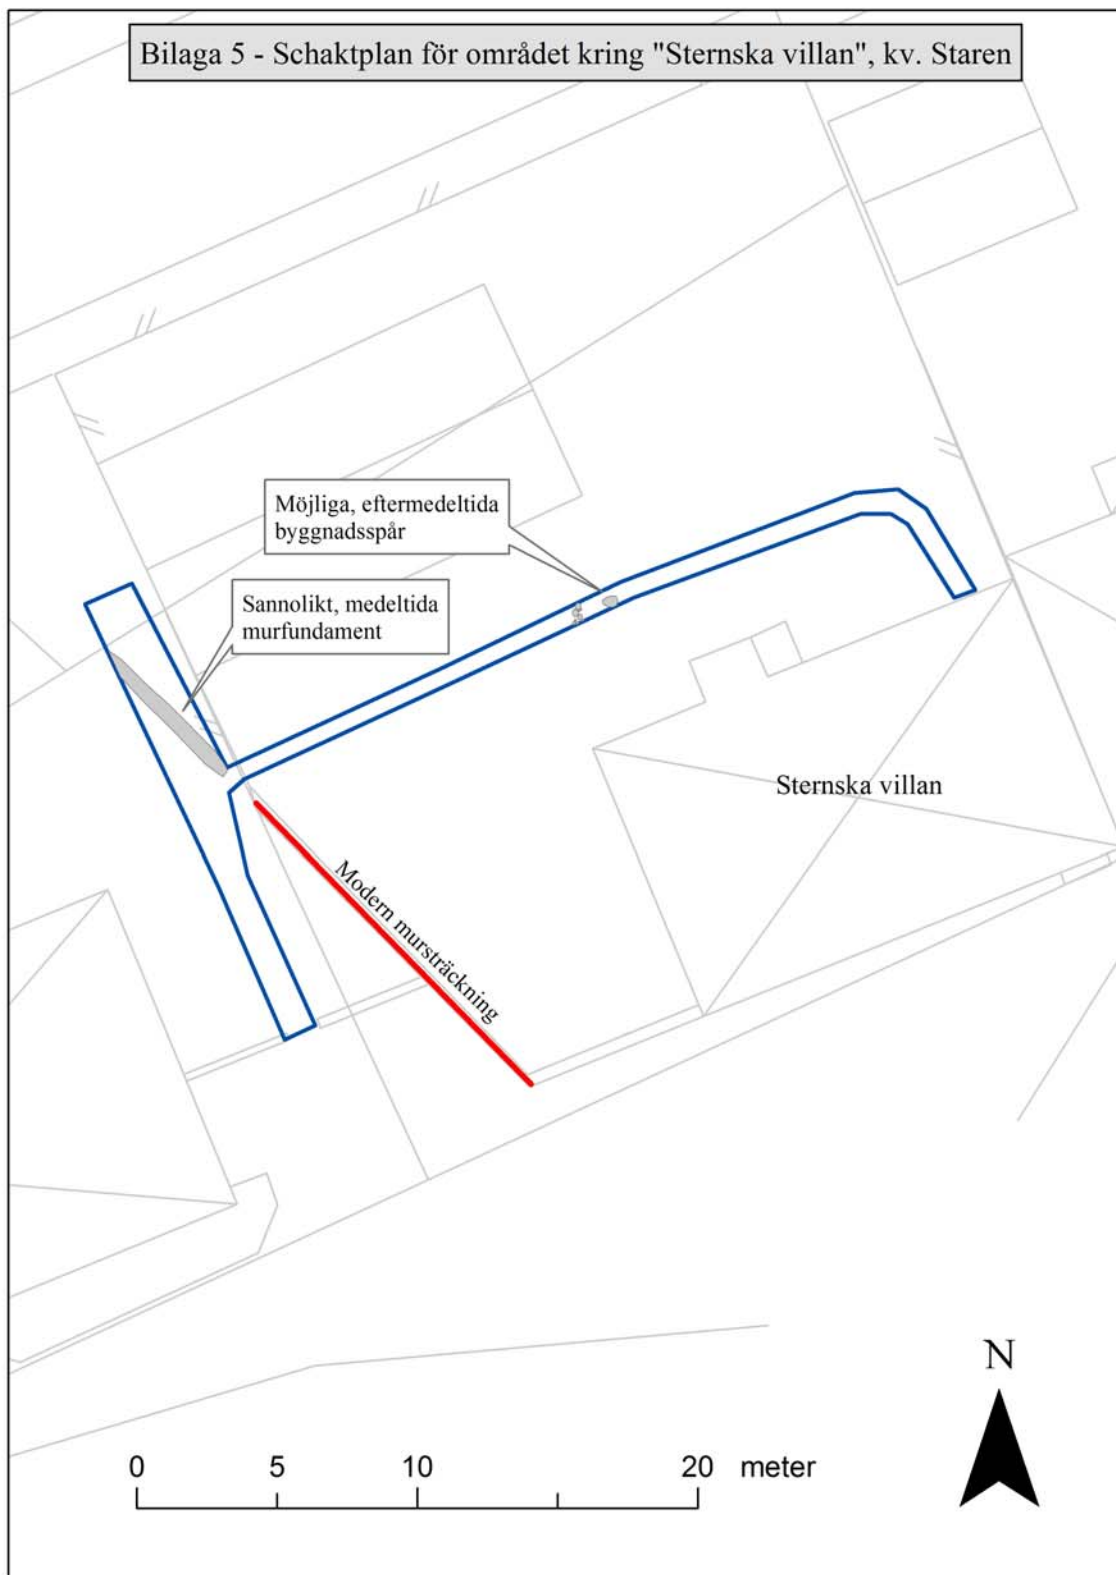 Bilaga 5 - Schaktplan för området kring "Sternska villan", kv. Staren
Möjliga, eftermedeltida
byggnadsspår
Sannolikt, medeltida
murfundament
Sternska villan
Modern mursträckning
N
0 5 10 20 meter